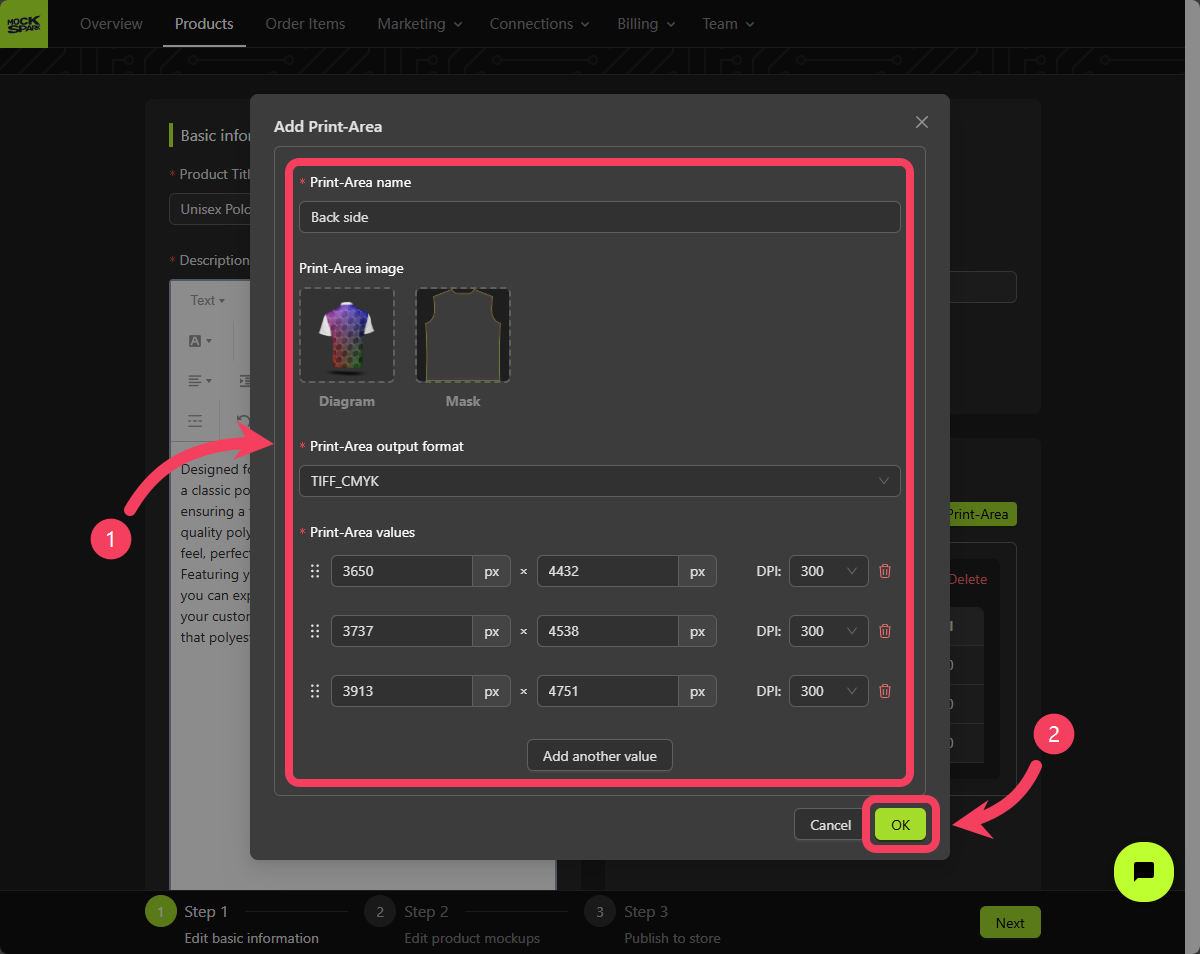 MOCK
SPARK
Overview Products Order Items Marketing Connections Billing Team
Add Print-Area
Basic infor
* Product Titl
Unisex Polo
* Description
Text
A
* Print-Area name
Back side
Print-Area image
Diagram Mask
* Print-Area output format
TIFF_CMYK
* Print-Area values
3650 px × 4432 px DPI: 300
3737 px × 4538 px DPI: 300
3913 px × 4751 px DPI: 300
Add another value
Cancel OK
1
2
Designed fo
a classic po
ensuring a
quality poly
feel, perfec
Featuring y
you can exp
your custon
that polyes
Print-Area
Delete
1 Step 1 2 Step 2 3 Step 3
Edit basic information Edit product mockups Publish to store
Next